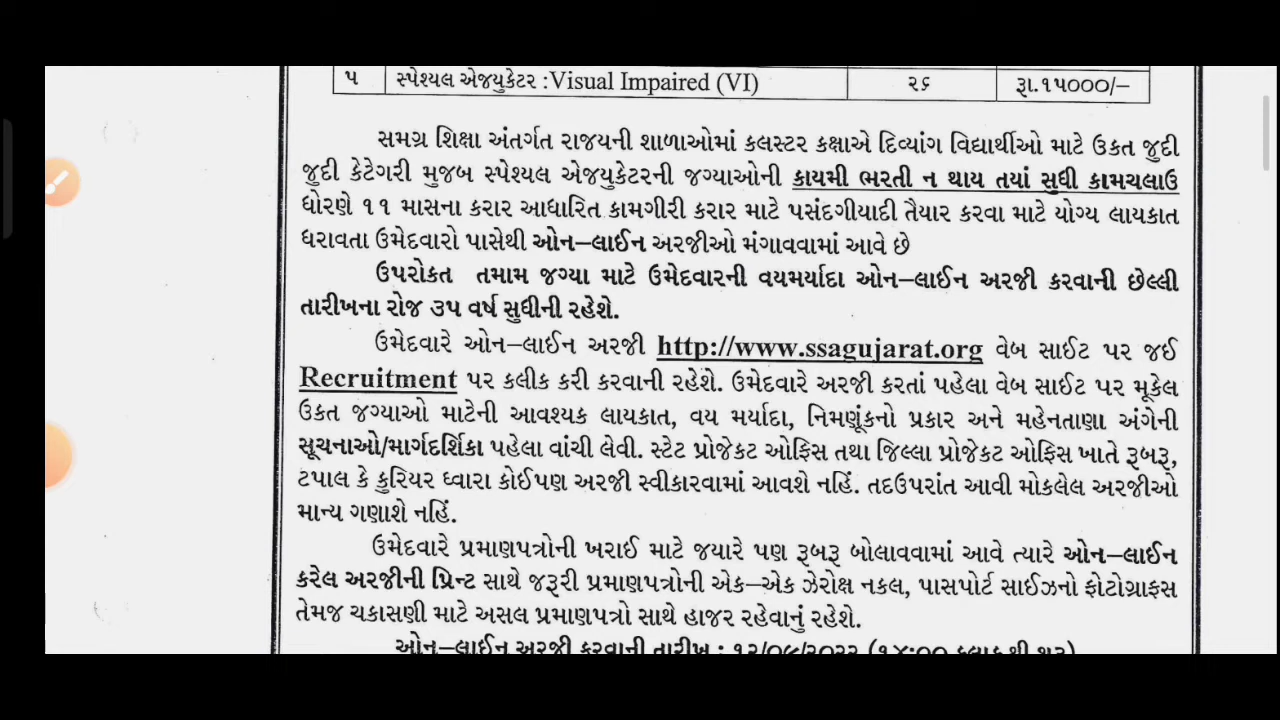 ૫ સ્પેશ્યલ એજયુકેટર :Visual Impaired (VI) ૨૬ રૂા.૧૫૦૦૦/–
સમગ્ર શિક્ષા અંતર્ગત રાજયની શાળાઓમાં કલસ્ટર કક્ષાએ દિવ્યાંગ વિદ્યાર્થીઓ માટે ઉકત જુદી
જુદી કેટેગરી મુજબ સ્પેશ્યલ એજયુકેટરની જગ્યાઓની કાયમી ભરતી ન થાય તયાં સુધી કામચલાઉ
ધોરણે ૧૧ માસના કરાર આધારિત કામગીરી કરાર માટે પસંદગીયાદી તૈયાર કરવા માટે યોગ્ય લાયકાત
ધરાવતા ઉમેદવારો પાસેથી ઓન–લાઈન અરજીઓ મંગાવવામાં આવે છે
ઉપરોકત તમામ જગ્યા માટે ઉમેદવારની વયમર્યાદા ઓન–લાઈન અરજી કરવાની છેલ્લી
તારીખના રોજ ૩૫ વર્ષ સુધીની રહેશે.
ઉમેદવારે ઓન–લાઈન અરજી http://www.ssagujarat.org વેબ સાઈટ પર જઈ
Recruitment પર કલીક કરી કરવાની રહેશે. ઉમેદવારે અરજી કરતાં પહેલા વેબ સાઈટ પર મૂકેલ
ઉકત જગ્યાઓ માટેની આવશ્યક લાયકાત, વય મર્યાદા, નિમણૂંકનો પ્રકાર અને મહેનતાણા અંગેની
સૂચનાઓ/માર્ગદર્શિકા પહેલા વાંચી લેવી. સ્ટેટ પ્રોજેકટ ઓફિસ તથા જિલ્લા પ્રોજેકટ ઓફિસ ખાતે રૂબરૂ,
ટપાલ કે કુરિયર ધ્વારા કોઈપણ અરજી સ્વીકારવામાં આવશે નહિં. તદઉપરાંત આવી મોકલેલ અરજીઓ
માન્ય ગણાશે નહિં.
ઉમેદવારે પ્રમાણપત્રોની ખરાઈ માટે જયારે પણ રૂબરૂ બોલાવવામાં આવે ત્યારે ઓન–લાઈન
કરેલ અરજીની પ્રિન્ટ સાથે જરૂરી પ્રમાણપત્રોની એક–એક ઝેરોક્ષ નકલ, પાસપોર્ટ સાઈઝનો ફોટોગ્રાફસ
તેમજ ચકાસણી માટે અસલ પ્રમાણપત્રો સાથે હાજર રહેવાનું રહેશે.
ઓન–લાઈન અરજી કરવાની તારીખ :